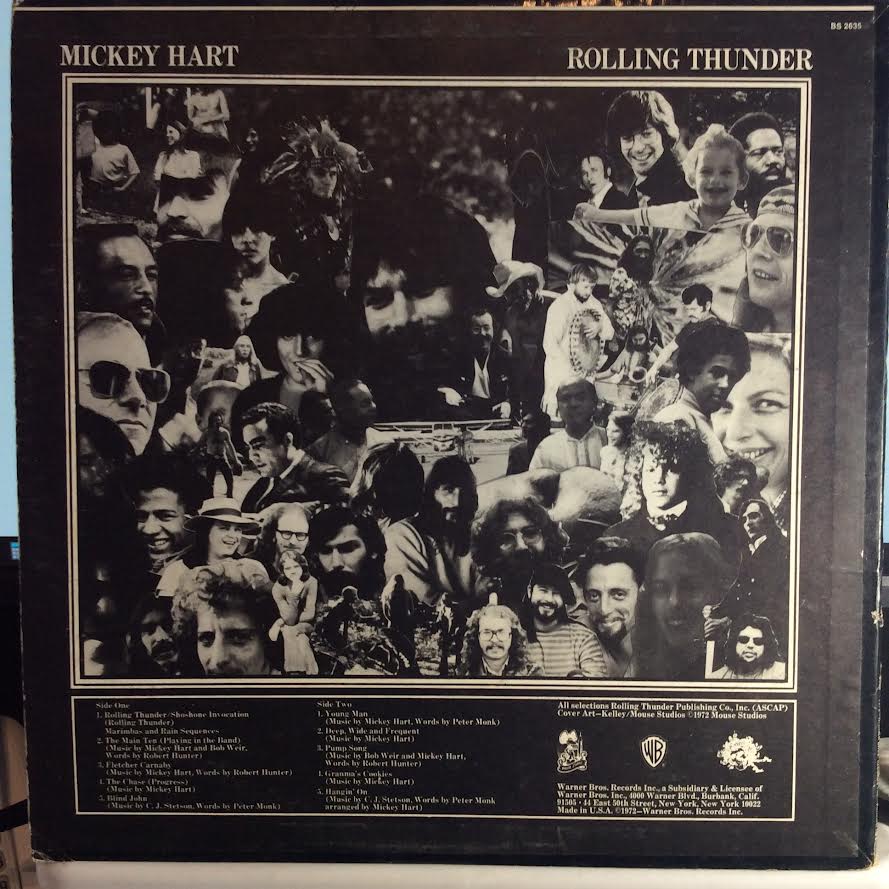 BS 2635
MICKEY HART
ROLLING THUNDER
Side One
1. Rolling Thunder/Shoshone Invocation
(Rolling Thunder)
Marimbas and Rain Sequences
2. The Main Ten (Playing in the Band)
(Music by Mickey Hart and Bob Weir,
Words by Robert Hunter)
3. Fletcher Carnaby
(Music by Mickey Hart, Words by Robert Hunter)
4. The Chase (Progress)
(Music by Mickey Hart)
5. Blind John
(Music by C. J. Stetson, Words by Peter Monk)
Side Two
1. Young Man
(Music by Mickey Hart, Words by Peter Monk)
2. Deep, Wide and Frequent
(Music by Mickey Hart)
3. Pump Song
(Music by Bob Weir and Mickey Hart,
Words by Robert Hunter)
4. Granma's Cookies
(Music by Mickey Hart)
5. Hangin' On
(Music by C. J. Stetson, Words by Peter Monk
arranged by Mickey Hart)
All selections Rolling Thunder Publishing Co., Inc. (ASCAP)
Cover Art—Kelley/Mouse Studios ©1972 Mouse Studios
WB
Warner Bros. Records Inc., a Subsidiary & Licensee of
Warner Bros. Inc., 4000 Warner Blvd., Burbank, Calif.
91505 · 44 East 50th Street, New York, New York 10022
Made in U.S.A. ©1972—Warner Bros. Records Inc.